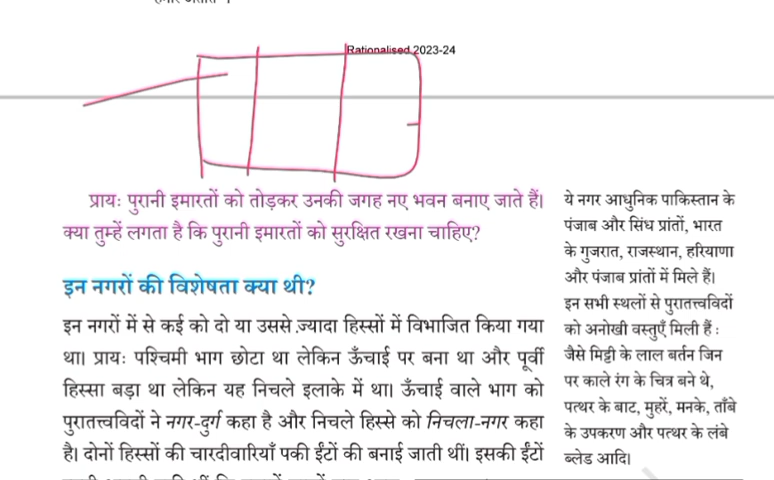 हमारे अतीत–I
Rationalised 2023-24
प्रायः पुरानी इमारतों को तोड़कर उनकी जगह नए भवन बनाए जाते हैं।
क्या तुम्हें लगता है कि पुरानी इमारतों को सुरक्षित रखना चाहिए?
इन नगरों की विशेषता क्या थी?
इन नगरों में से कई को दो या उससे ज़्यादा हिस्सों में विभाजित किया गया
था। प्रायः पश्चिमी भाग छोटा था लेकिन ऊँचाई पर बना था और पूर्वी
हिस्सा बड़ा था लेकिन यह निचले इलाके में था। ऊँचाई वाले भाग को
पुरातत्त्वविदों ने नगर-दुर्ग कहा है और निचले हिस्से को निचला-नगर कहा
है। दोनों हिस्सों की चारदीवारियाँ पकी ईंटों की बनाई जाती थीं। इसकी ईंटों
ये नगर आधुनिक पाकिस्तान के
पंजाब और सिंध प्रांतों, भारत
के गुजरात, राजस्थान, हरियाणा
और पंजाब प्रांतों में मिले हैं।
इन सभी स्थलों से पुरातत्त्वविदों
को अनोखी वस्तुएँ मिली हैं :
जैसे मिट्टी के लाल बर्तन जिन
पर काले रंग के चित्र बने थे,
पत्थर के बाट, मुहरें, मनके, ताँबे
के उपकरण और पत्थर के लंबे
ब्लेड आदि।